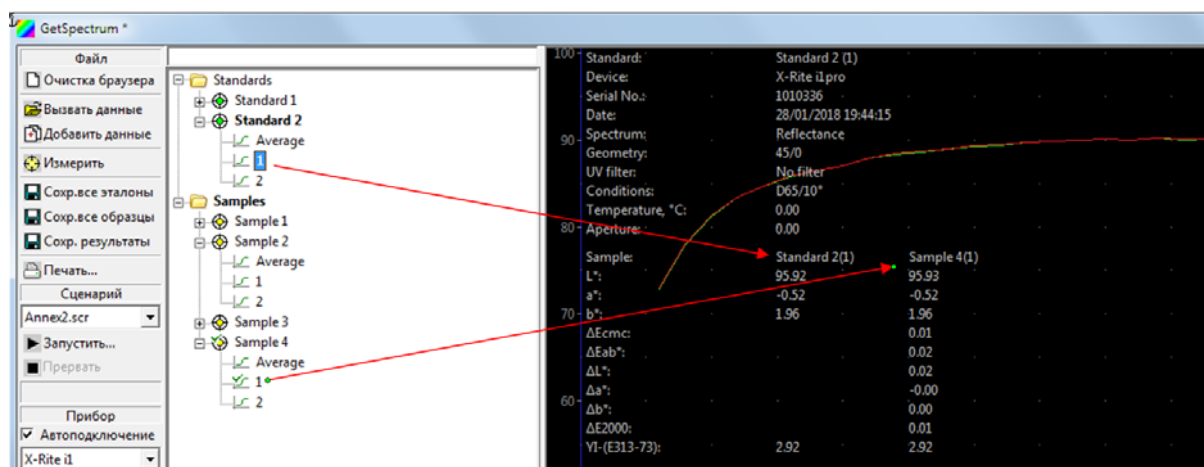 GetSpectrum *
Файл
Очистка браузера
Вызвать данные
Добавить данные
Измерить
Сохр.все эталоны
Сохр.все образцы
Сохр. результаты
Печать...
Сценарий
Annex2.scr
Запустить...
Прервать
Прибор
Автоподключение
X-Rite i1
Standards
Standard 1
Standard 2
Average
1
2
Samples
Sample 1
Sample 2
Average
1
2
Sample 3
Sample 4
Average
1
2
100
90
80
70
60
Standard: Standard 2 (1)
Device: X-Rite i1pro
Serial No.: 1010336
Date: 28/01/2018 19:44:15
Spectrum: Reflectance
Geometry: 45/0
UV filter: No filter
Conditions: D65/10°
Temperature, °C: 0.00
Aperture: 0.00
Sample: Standard 2(1) Sample 4(1)
L*: 95.92 95.93
a*: -0.52 -0.52
b*: 1.96 1.96
ΔEcmc: 0.01
ΔEab*: 0.02
ΔL*: 0.02
Δa*: -0.00
Δb*: 0.00
ΔE2000: 0.01
YI-(E313-73): 2.92 2.92